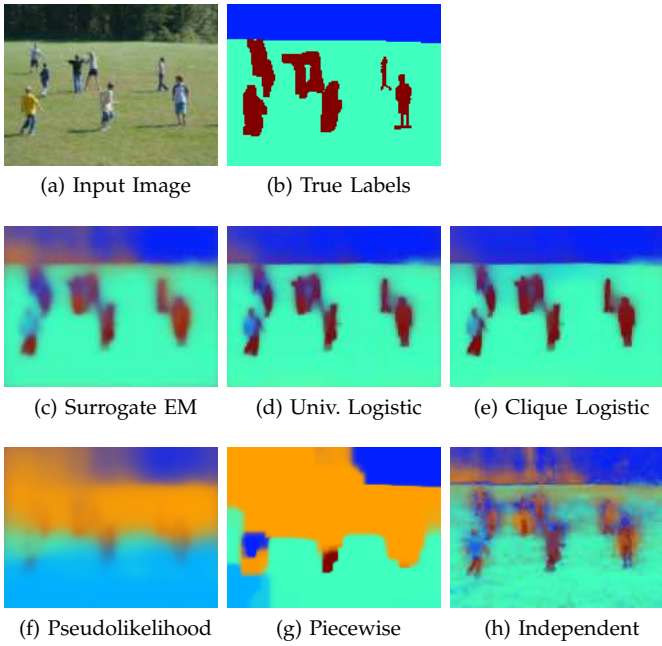 (a) Input Image
(b) True Labels
(c) Surrogate EM
(d) Univ. Logistic
(e) Clique Logistic
(f) Pseudolikelihood
(g) Piecewise
(h) Independent